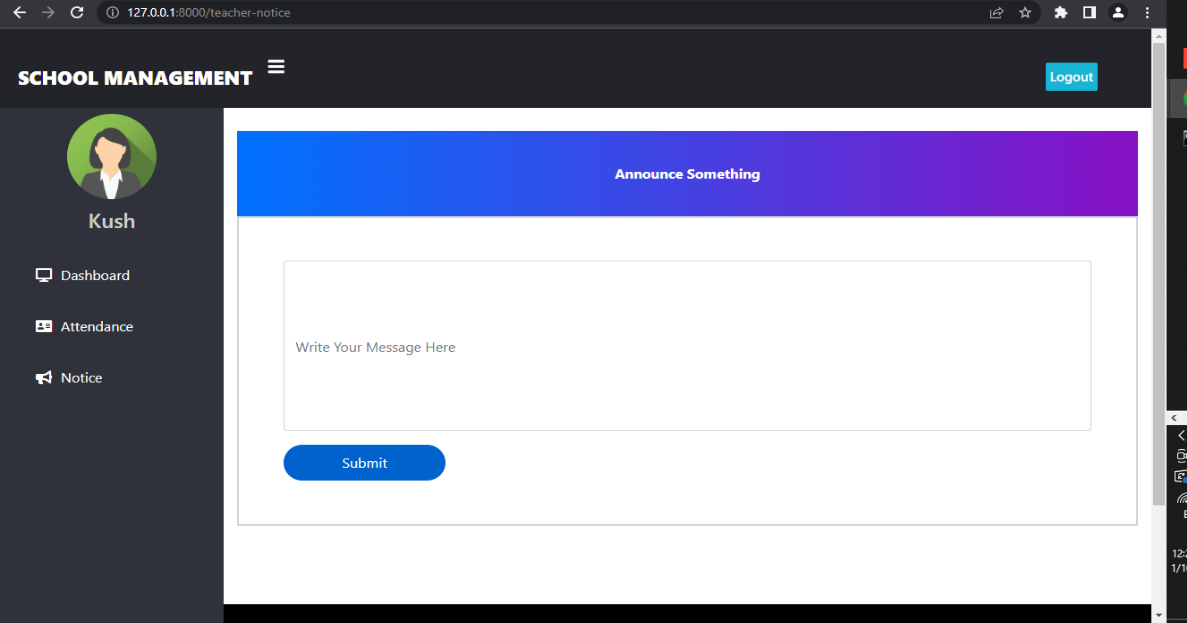 127.0.0.1:8000/teacher-notice
SCHOOL MANAGEMENT
Logout
Kush
Dashboard
Attendance
Notice
Announce Something
Write Your Message Here
Submit